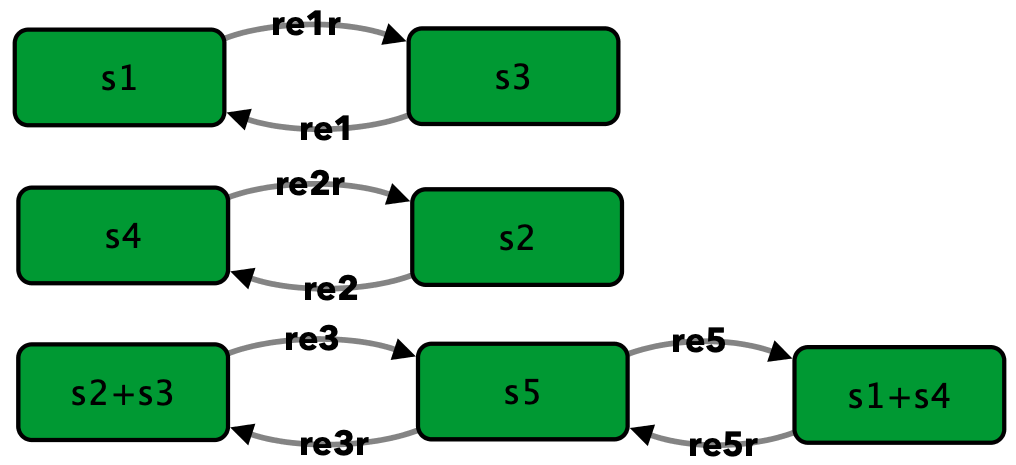 re1r
s1
s3
re1
re2r
s4
s2
re2
re3
re5
s2+s3
s5
s1+s4
re3r
re5r